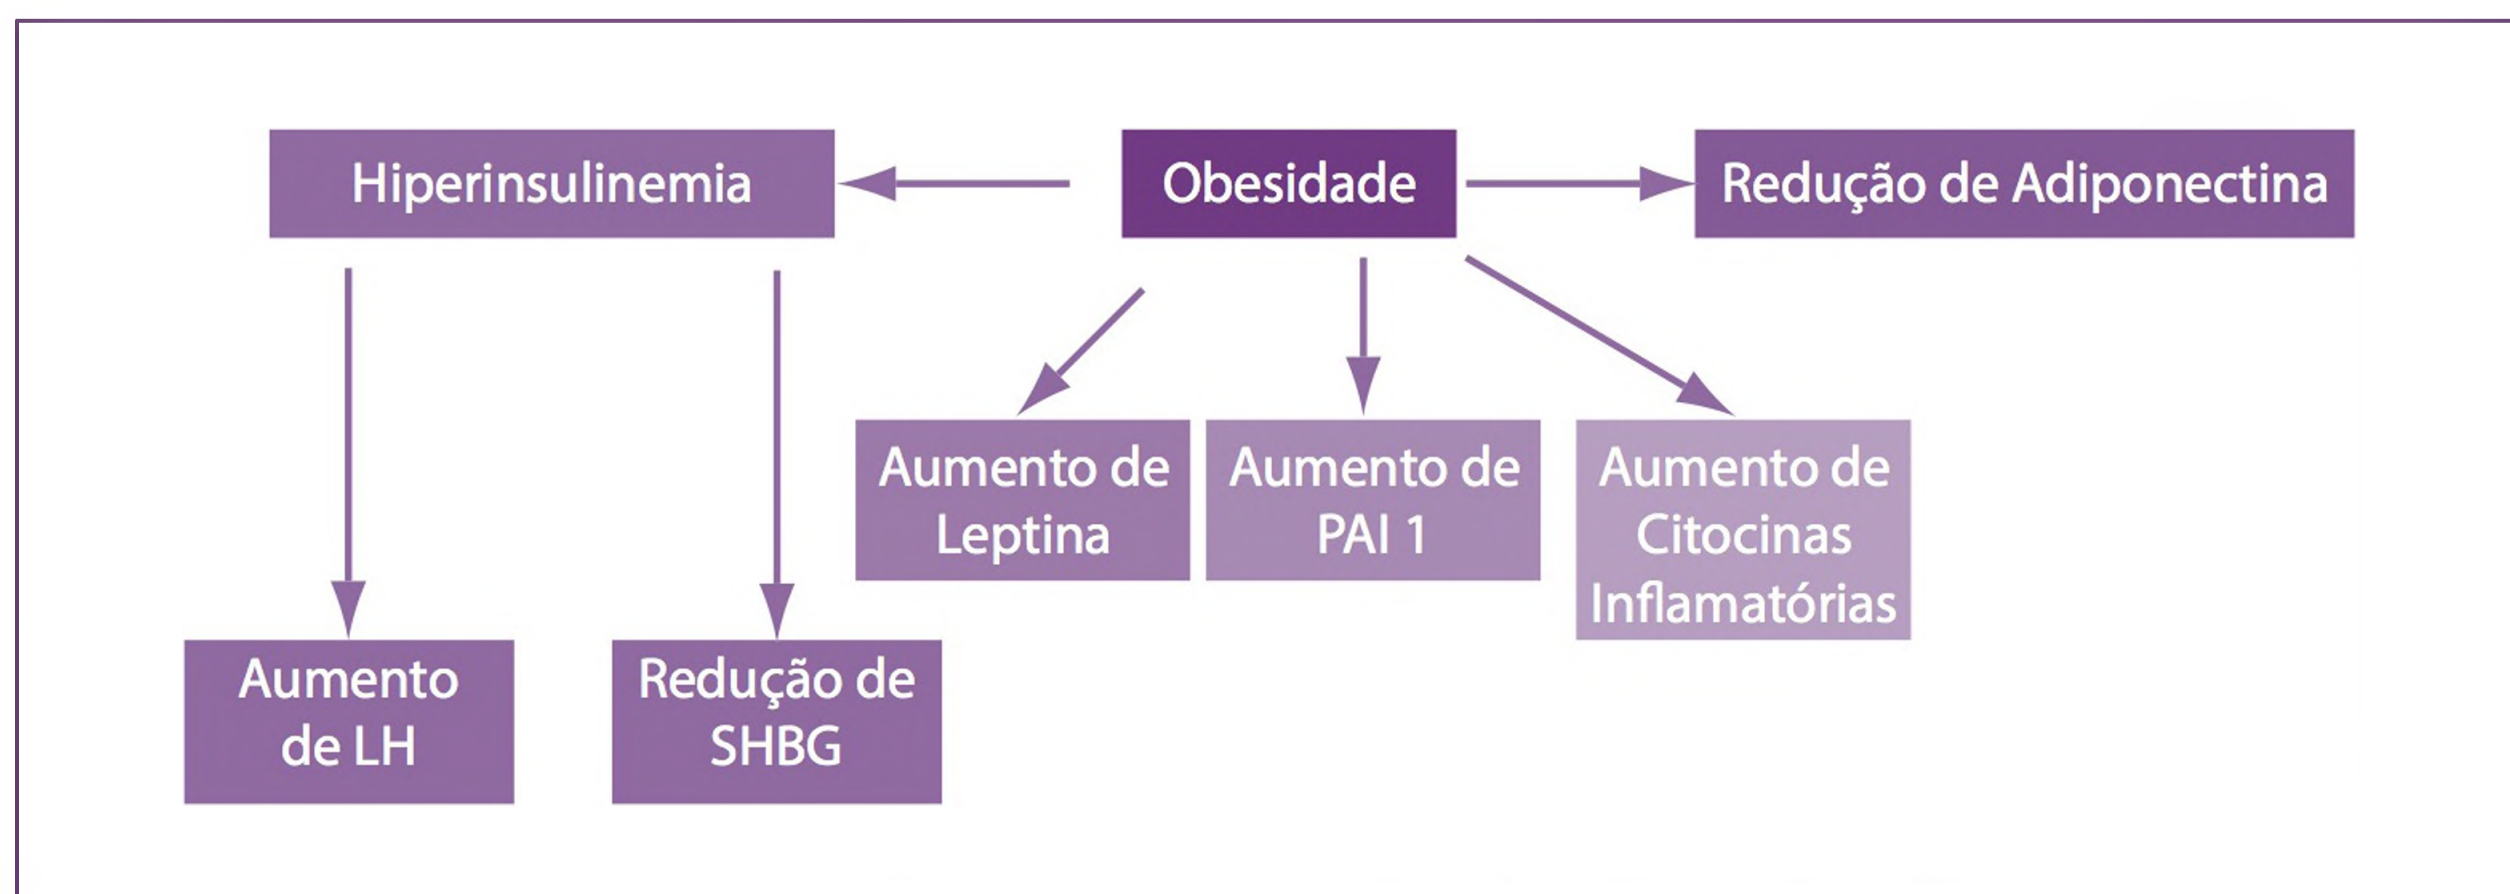 Hiperinsulinemia
Obesidade
Redução de Adiponectina
Aumento de
Leptina
Aumento de
PAI 1
Aumento de
Citocinas
Inflamatórias
Aumento
de LH
Redução de
SHBG